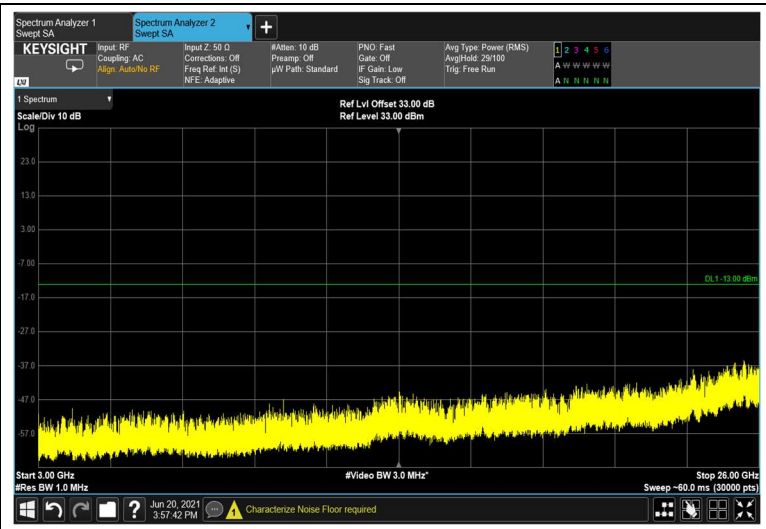 Spectrum Analyzer 1
Swept SA
Spectrum Analyzer 2
Swept SA
KEYSIGHT
LXI
Input: RF
Coupling: AC
Align: Auto/No RF
Input Z: 50 Ω
Corrections: Off
Freq Ref: Int (S)
NFE: Adaptive
#Atten: 10 dB
Preamp: Off
µW Path: Standard
PNO: Fast
Gate: Off
IF Gain: Low
Sig Track: Off
Avg Type: Power (RMS)
Avg|Hold: 29/100
Trig: Free Run
1 2 3 4 5 6
A W W W W W
A N N N N N
1 Spectrum
Scale/Div 10 dB
Log
Ref Lvl Offset 33.00 dB
Ref Level 33.00 dBm
23.0
13.0
3.00
-7.00
DL1 -13.00 dBm
-17.0
-27.0
-37.0
-47.0
-57.0
Start 3.00 GHz
#Res BW 1.0 MHz
#Video BW 3.0 MHz*
Stop 26.00 GHz
Sweep ~60.0 ms (30000 pts)
?
Jun 20, 2021
3:57:42 PM
1
Characterize Noise Floor required